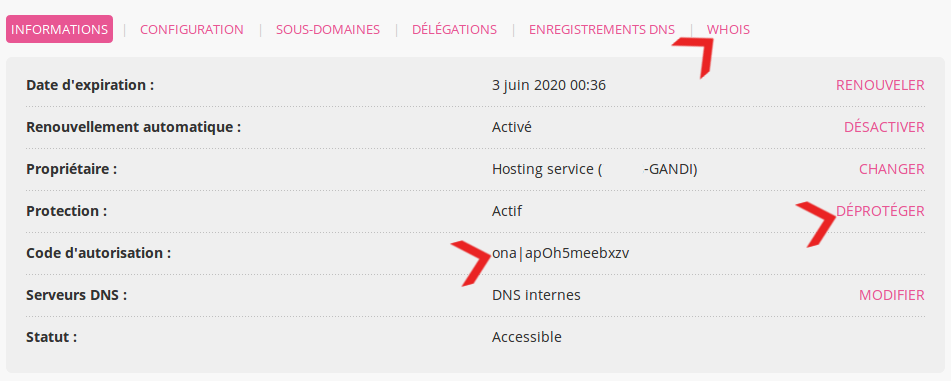 INFORMATIONS | CONFIGURATION | SOUS-DOMAINES | DÉLÉGATIONS | ENREGISTREMENTS DNS | WHOIS
Date d'expiration : 3 juin 2020 00:36 RENOUVELER
Renouvellement automatique : Activé DÉSACTIVER
Propriétaire : Hosting service ( -GANDI) CHANGER
Protection : Actif DÉPROTÉGER
Code d'autorisation : ona|apOh5meebxzv
Serveurs DNS : DNS internes MODIFIER
Statut : Accessible